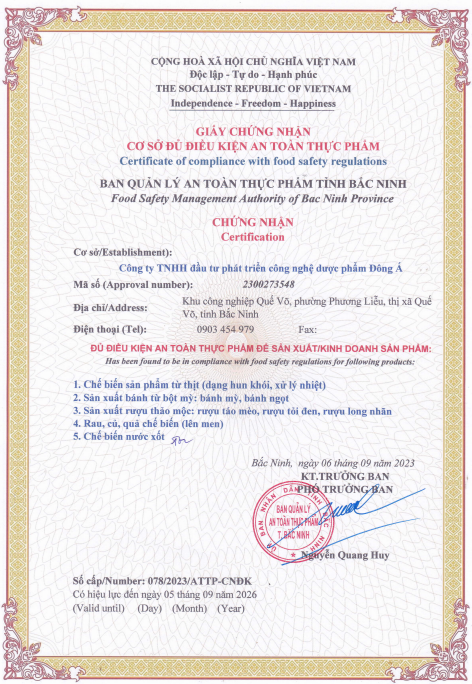 CỘNG HOÀ XÃ HỘI CHỦ NGHĨA VIỆT NAM
Độc lập - Tự do - Hạnh phúc
THE SOCIALIST REPUBLIC OF VIETNAM
Independence - Freedom - Happiness
GIẤY CHỨNG NHẬN
CƠ SỞ ĐỦ ĐIỀU KIỆN AN TOÀN THỰC PHẨM
Certificate of compliance with food safety regulations
BAN QUẢN LÝ AN TOÀN THỰC PHẨM TỈNH BẮC NINH
Food Safety Management Authority of Bac Ninh Province
CHỨNG NHẬN
Certification
Cơ sở/Establishment):
Công ty TNHH đầu tư phát triển công nghệ dược phẩm Đông Á
Mã số (Approval number): 2300273548
Địa chỉ/Address: Khu công nghiệp Quế Võ, phường Phương Liễu, thị xã Quế
Võ, tỉnh Bắc Ninh
Điện thoại (Tel): 0903 454 979 Fax:
ĐỦ ĐIỀU KIỆN AN TOÀN THỰC PHẨM ĐỂ SẢN XUẤT/KINH DOANH SẢN PHẨM:
Has been found to be in compliance with food safety regulations for following products:
1. Chế biến sản phẩm từ thịt (dạng hun khói, xử lý nhiệt)
2. Sản xuất bánh từ bột mỳ: bánh mỳ, bánh ngọt
3. Sản xuất rượu thảo mộc: rượu táo mèo, rượu tỏi đen, rượu long nhãn
4. Rau, củ, quả chế biến (lên men)
5. Chế biến nước xốt
Bắc Ninh, ngày 06 tháng 09 năm 2023
KT.TRƯỞNG BAN
PHÓ TRƯỞNG BAN
ỦY BAN NHÂN DÂN TỈNH BẮC NINH
BAN QUẢN LÝ
AN TOÀN THỰC PHẨM
T. BẮC NINH
Nguyễn Quang Huy
Số cấp/Number: 078/2023/ATTP-CNĐK
Có hiệu lực đến ngày 05 tháng 09 năm 2026
(Valid until) (Day) (Month) (Year)